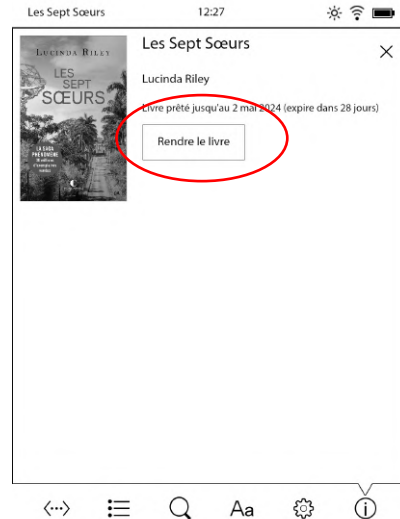 Les Sept Sœurs 12:27
Les Sept Sœurs
Lucinda Riley
Livre prêté jusqu'au 2 mai 2024 (expire dans 28 jours)
Rendre le livre
LUCINDA RILEY
LES
SEPT
SŒURS
LA SAGA
PHÉNOMÈNE
Aa